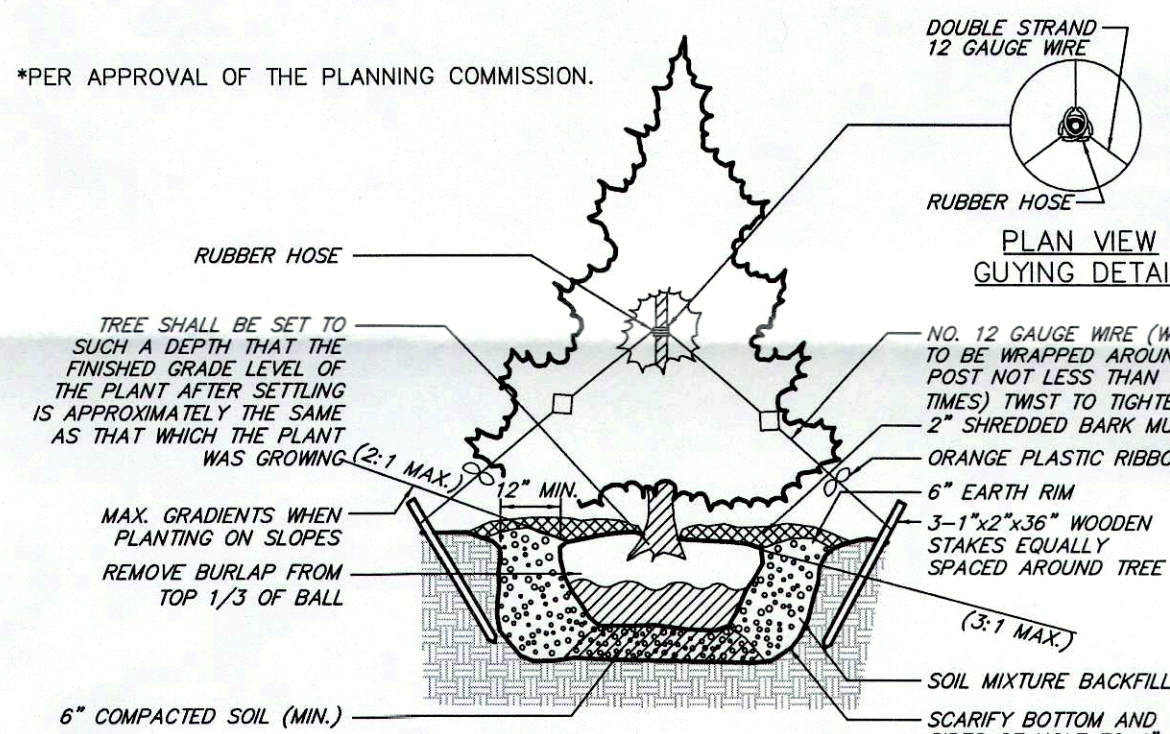 *PER APPROVAL OF THE PLANNING COMMISSION.
DOUBLE STRAND
12 GAUGE WIRE
RUBBER HOSE
PLAN VIEW
GUYING
RUBBER HOSE
TREE SHALL BE SET TO
SUCH A DEPTH THAT THE
FINISHED GRADE LEVEL OF
THE PLANT AFTER SETTLING
IS APPROXIMATELY THE SAME
AS THAT WHICH THE PLANT
WAS GROWING
(2:1 MAX.)
12" MIN.
MAX. GRADIENTS WHEN
PLANTING ON SLOPES
REMOVE BURLAP FROM
TOP 1/3 OF BALL
6" COMPACTED SOIL (MIN.)
NO. 12 GAUGE WIRE
TO BE WRAPPED
POST NOT LESS THAN
TIMES) TWIST TO
2" SHREDDED BARK
ORANGE PLASTIC
6" EARTH RIM
3-1"x2"x36" WOODEN
STAKES EQUALLY
SPACED AROUND TREE
(3:1 MAX.)
SOIL MIXTURE BACKFILL
SCARIFY BOTTOM AND